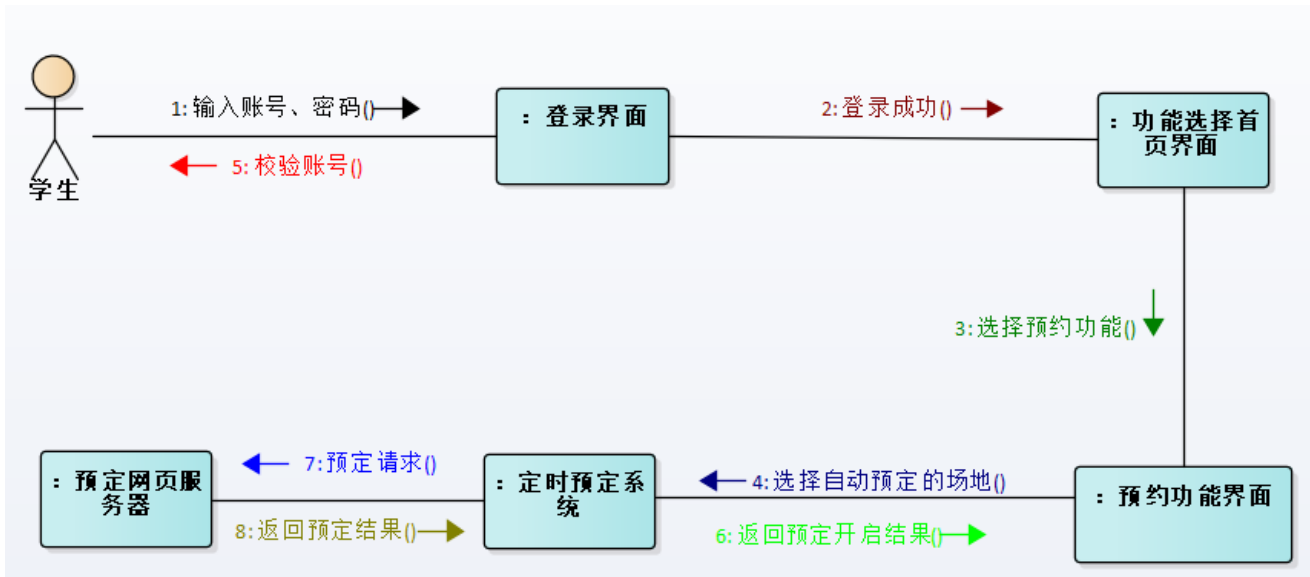 1:输入账号、密码()
: 登录界面
2:登录成功()
: 功能选择首
页界面
5:校验账号()
学生
3:选择预约功能()
: 预定网页服
务器
7:预定请求()
: 定时预定系
统
4:选择自动预定的场地()
: 预约功能界面
8:返回预定结果()
6:返回预定开启结果()